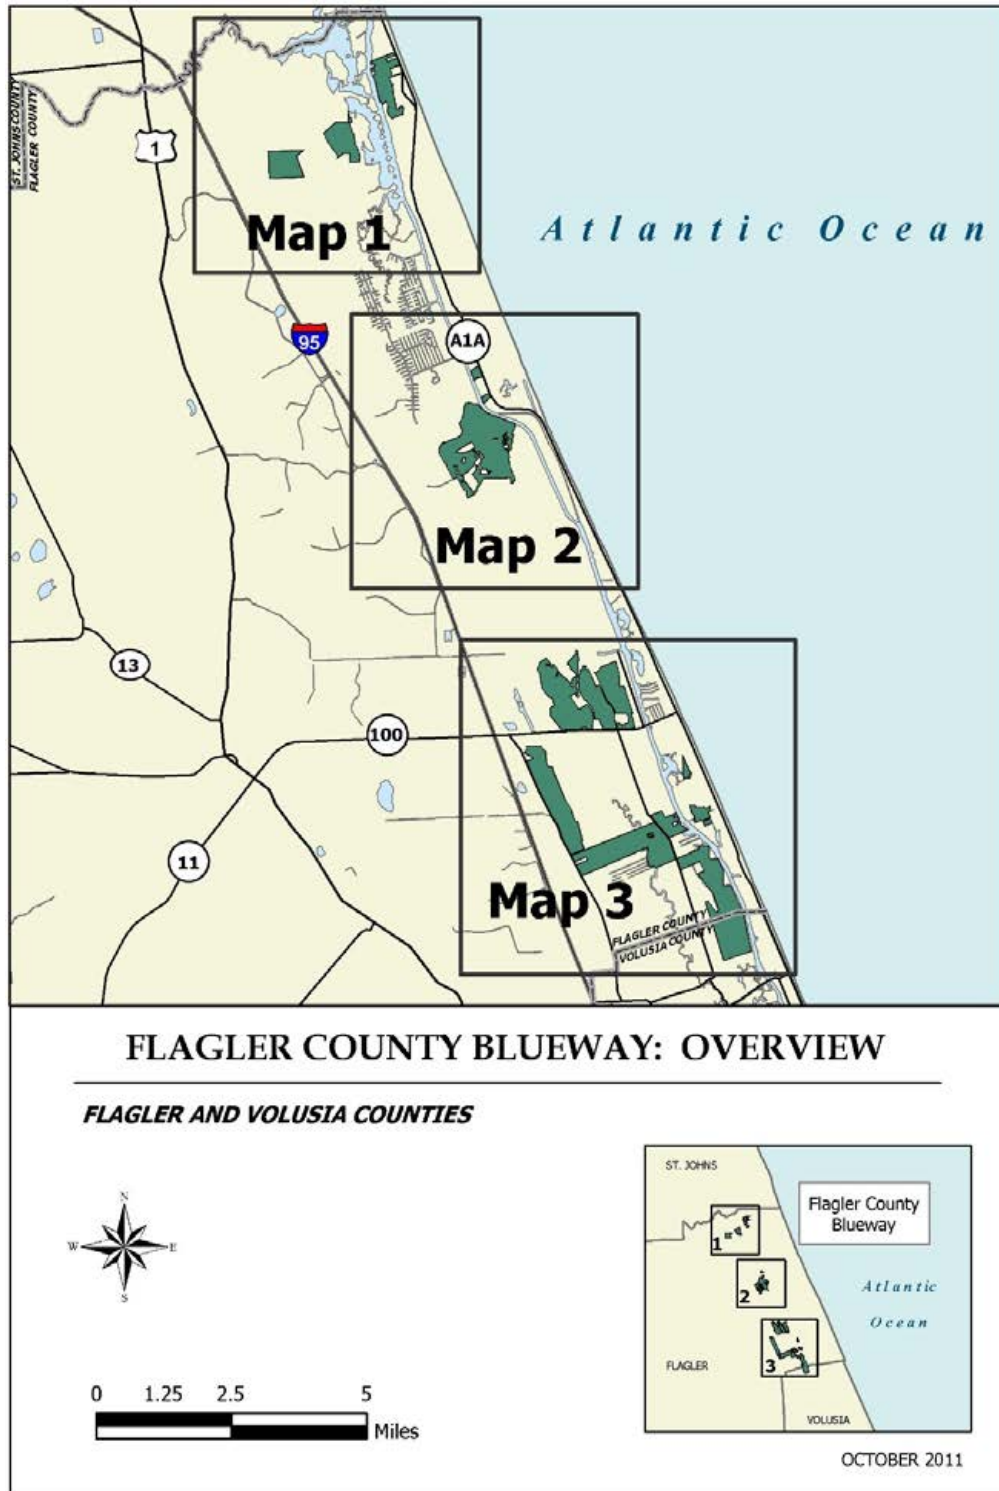 ST. JOHNS COUNTY
FLAGLER COUNTY
1
Map 1
Atlantic Ocean
95
A1A
Map 2
13
100
11
Map 3
FLAGLER COUNTY
VOLUSIA COUNTY
FLAGLER COUNTY BLUEWAY: OVERVIEW
FLAGLER AND VOLUSIA COUNTIES
N
W E
S
0 1.25 2.5 5
Miles
ST. JOHNS
Flagler County
Blueway
1
2
Atlantic
Ocean
3
FLAGLER
VOLUSIA
OCTOBER 2011